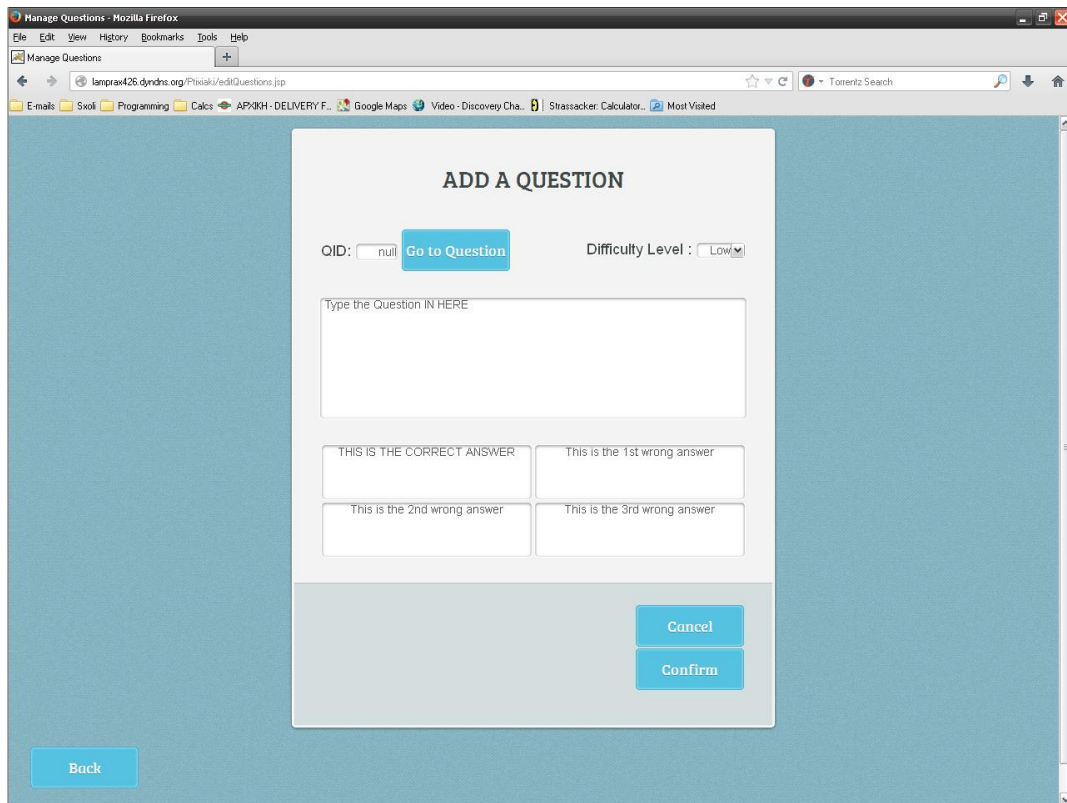 Manage Questions - Mozilla Firefox
File Edit View History Bookmarks Tools Help
Manage Questions +
lamprax426.dyndns.org/Ptixiaki/editQuestions.jsp Torrentz Search
E-mails Sxoli Programming Calcs ΑΡΧΙΚΗ - DELIVERY F... Google Maps Video - Discovery Cha... Strassacker: Calculator... Most Visited
ADD A QUESTION
QID: null Go to Question Difficulty Level : Low
Type the Question IN HERE
THIS IS THE CORRECT ANSWER This is the 1st wrong answer
This is the 2nd wrong answer This is the 3rd wrong answer
Cancel
Confirm
Back